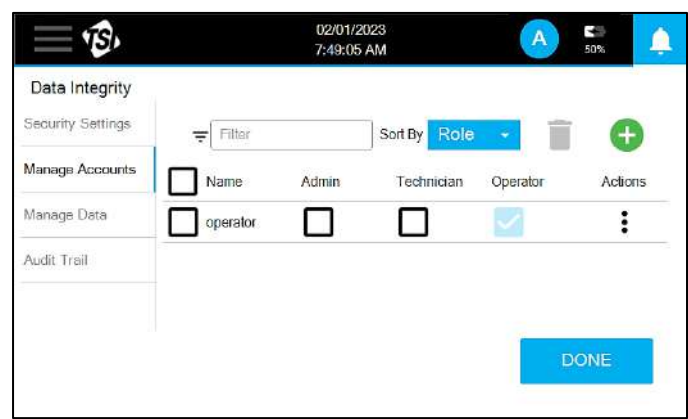 TSI
02/01/2023
7:49:05 AM
A
50%
Data Integrity
Security Settings
Manage Accounts
Manage Data
Audit Trail
Filter
Sort By Role
Name Admin Technician Operator Actions
operator
DONE